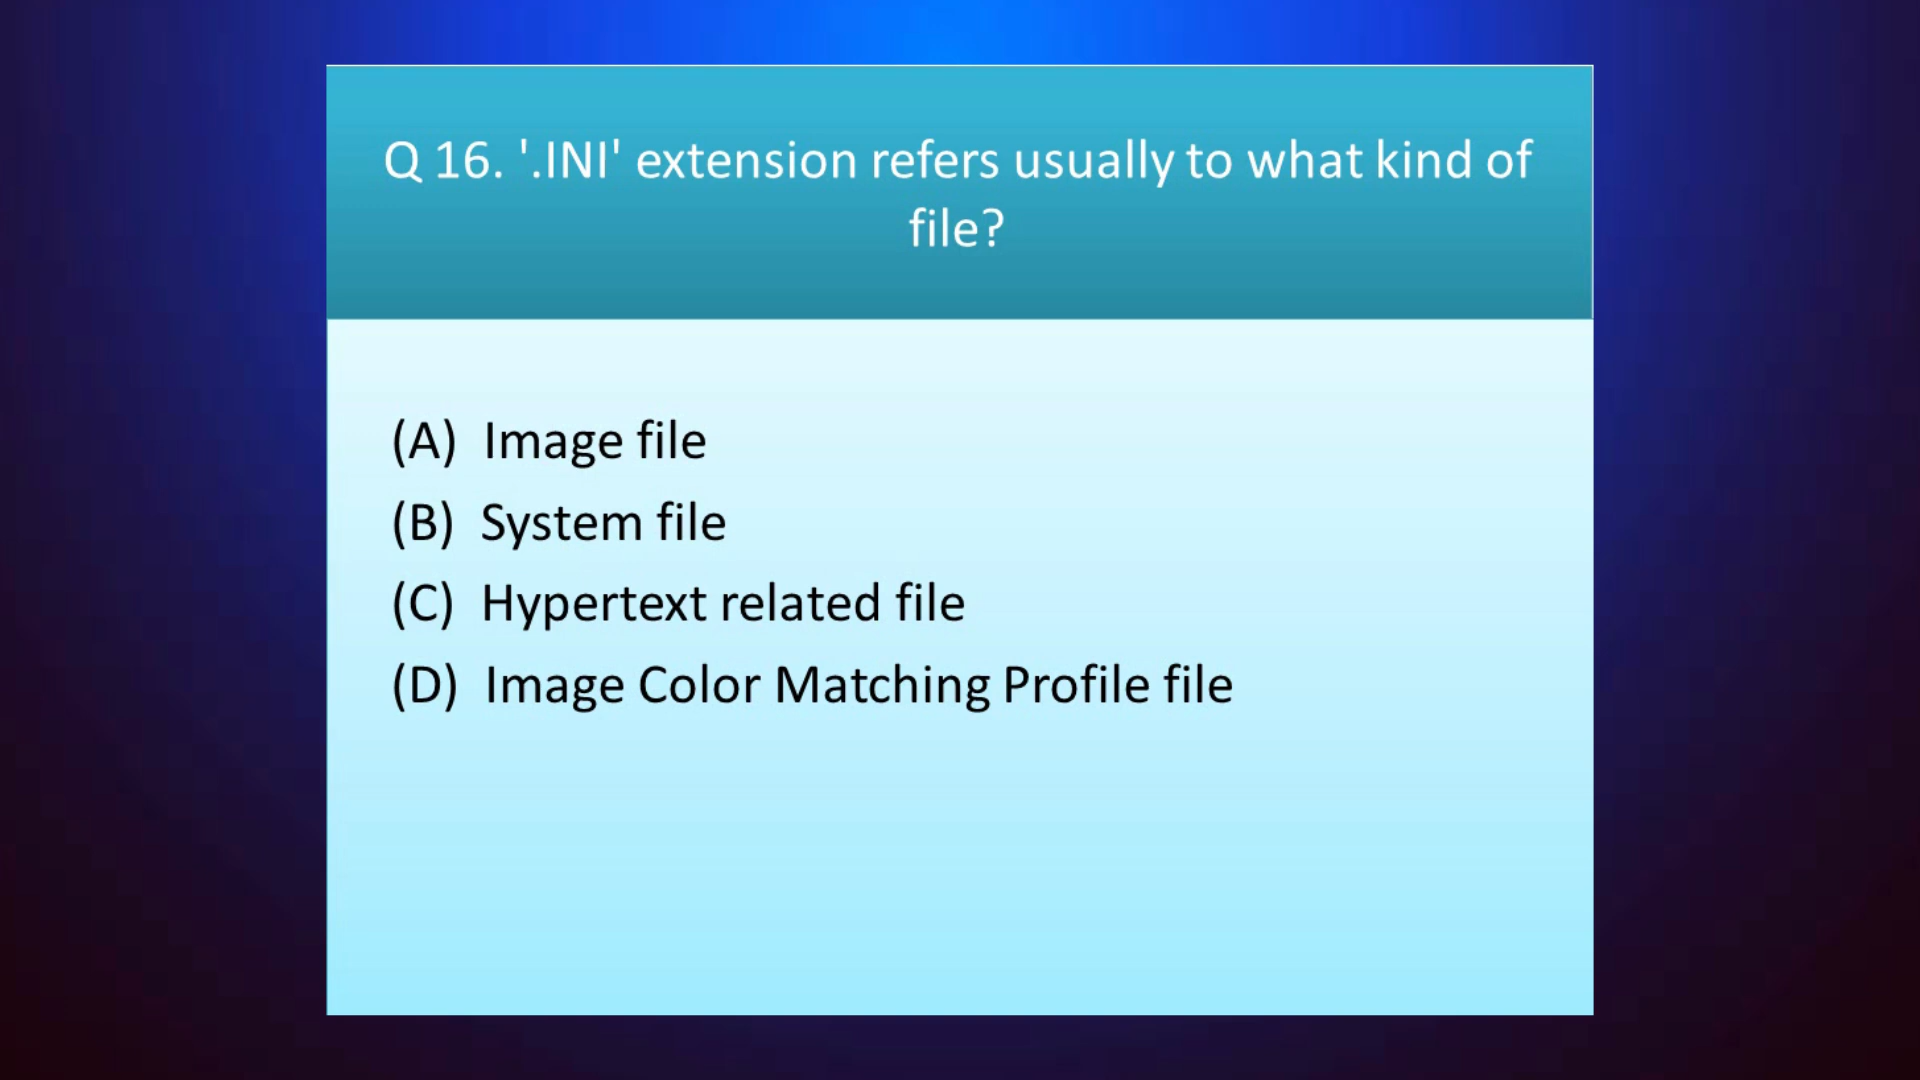 Q 16. '.INI' extension refers usually to what kind of
file?
(A) Image file
(B) System file
(C) Hypertext related file
(D) Image Color Matching Profile file